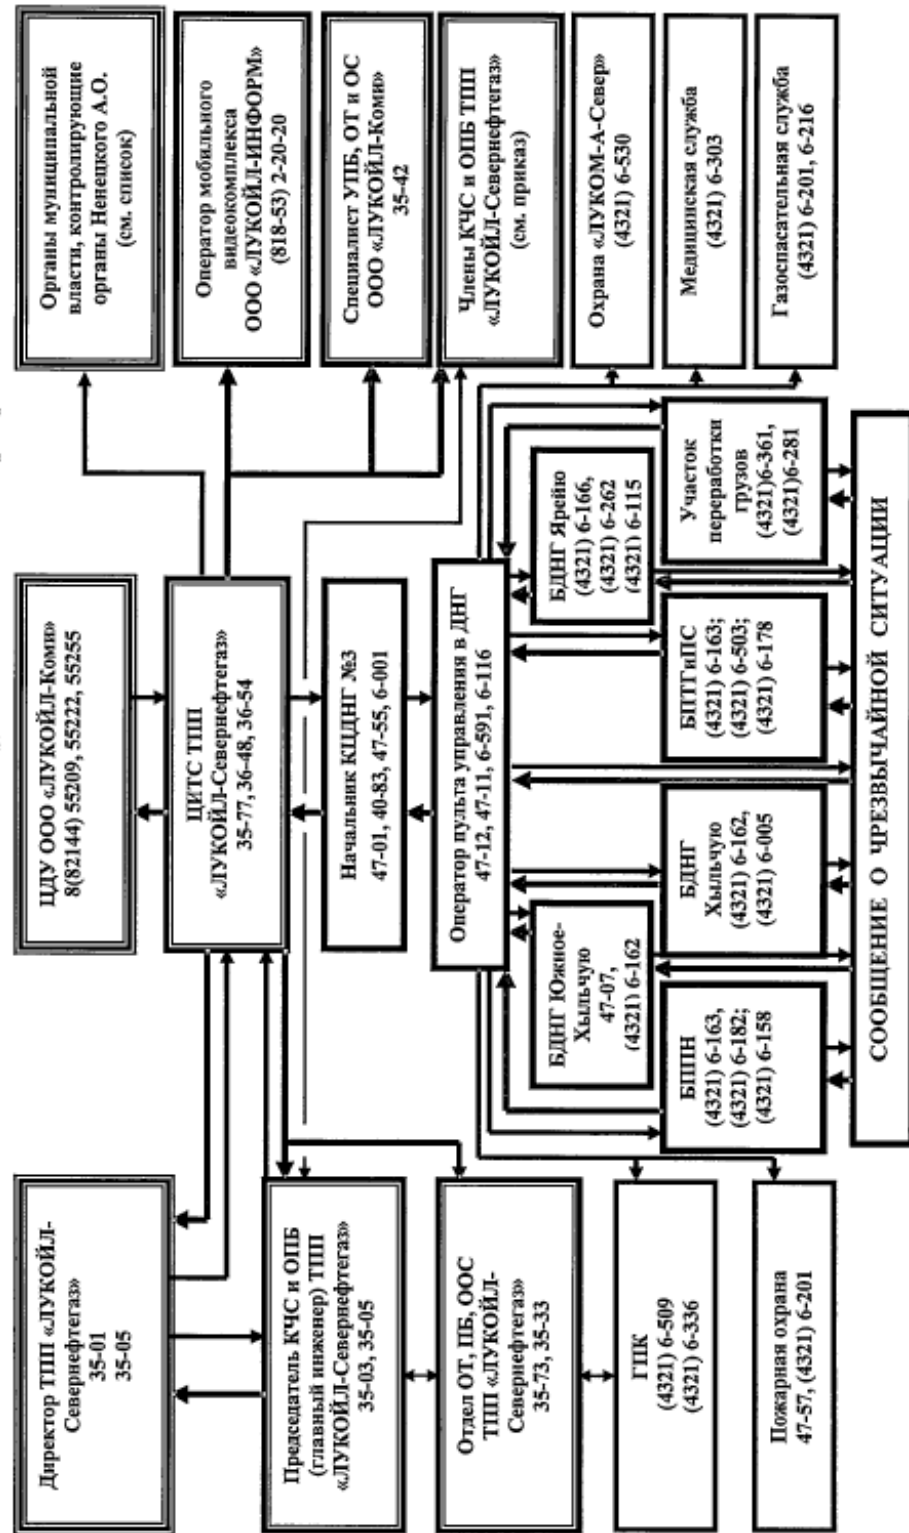 Директор ТПП «ЛУКОЙЛ-
Севернефтегаз»
35-01
35-05
ЦДУ ООО «ЛУКОЙЛ-Коми»
8(82144) 55209, 55222, 55255
Органы муниципальной
власти, контролирующие
органы Ненецкого А.О.
(см. список)
ЦИТС ТПП
«ЛУКОЙЛ-Севернефтегаз»
35-77, 36-48, 36-54
Оператор мобильного
видеокомплекса
ООО «ЛУКОЙЛ-ИНФОРМ»
(818-53) 2-20-20
Председатель КЧС и ОПБ
(главный инженер) ТПП
«ЛУКОЙЛ-Севернефтегаз»
35-03, 35-05
Начальник КЦДНГ №3
47-01, 40-83, 47-55, 6-001
Специалист УПБ, ОТ и ОС
ООО «ЛУКОЙЛ-Коми»
35-42
Отдел ОТ, ПБ, ООС
ТПП «ЛУКОЙЛ-
Севернефтегаз»
35-73, 35-33
Оператор пульта управления в ДНГ
47-12, 47-11, 6-591, 6-116
Члены КЧС и ОПБ ТПП
«ЛУКОЙЛ-Севернефтегаз»
(см. приказ)
БДНГ Южное-
Хыльчую
47-07,
(4321) 6-162
БДНГ Ярейю
(4321) 6-166,
(4321) 6-262
(4321) 6-115
Охрана «ЛУКОМ-А-Север»
(4321) 6-530
ГПК
(4321) 6-509
(4321) 6-336
БППН
(4321) 6-163,
(4321) 6-182;
(4321) 6-158
БДНГ
Хыльчую
(4321) 6-162,
(4321) 6-005
БПТГиПС
(4321) 6-163;
(4321) 6-503;
(4321) 6-178
Участок
переработки
грузов
(4321)6-361,
(4321)6-281
Медицинская служба
(4321) 6-303
Пожарная охрана
47-57, (4321) 6-201
Газоспасательная служба
(4321) 6-201, 6-216
СООБЩЕНИЕ О ЧРЕЗВЫЧАЙНОЙ СИТУАЦИИ